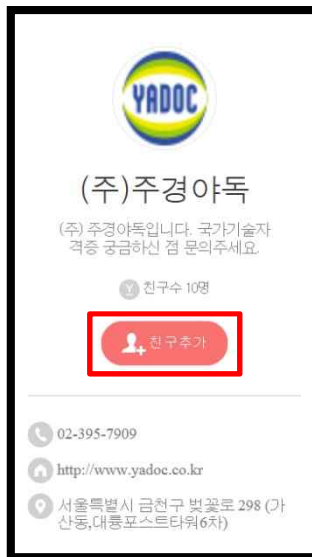 YADOC
(주)주경야독
(주) 주경야독입니다. 국가기술자
격증 궁금하신 점 문의주세요.
친구수 10명
친구추가
02-395-7909
http://www.yadoc.co.kr
서울특별시 금천구 벚꽃로 298 (가
산동,대륭포스트타워6차)